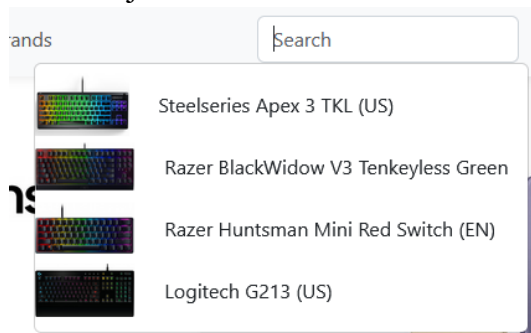 ands
Search
Steelseries Apex 3 TKL (US)
Razer BlackWidow V3 Tenkeyless Green
Razer Huntsman Mini Red Switch (EN)
Logitech G213 (US)